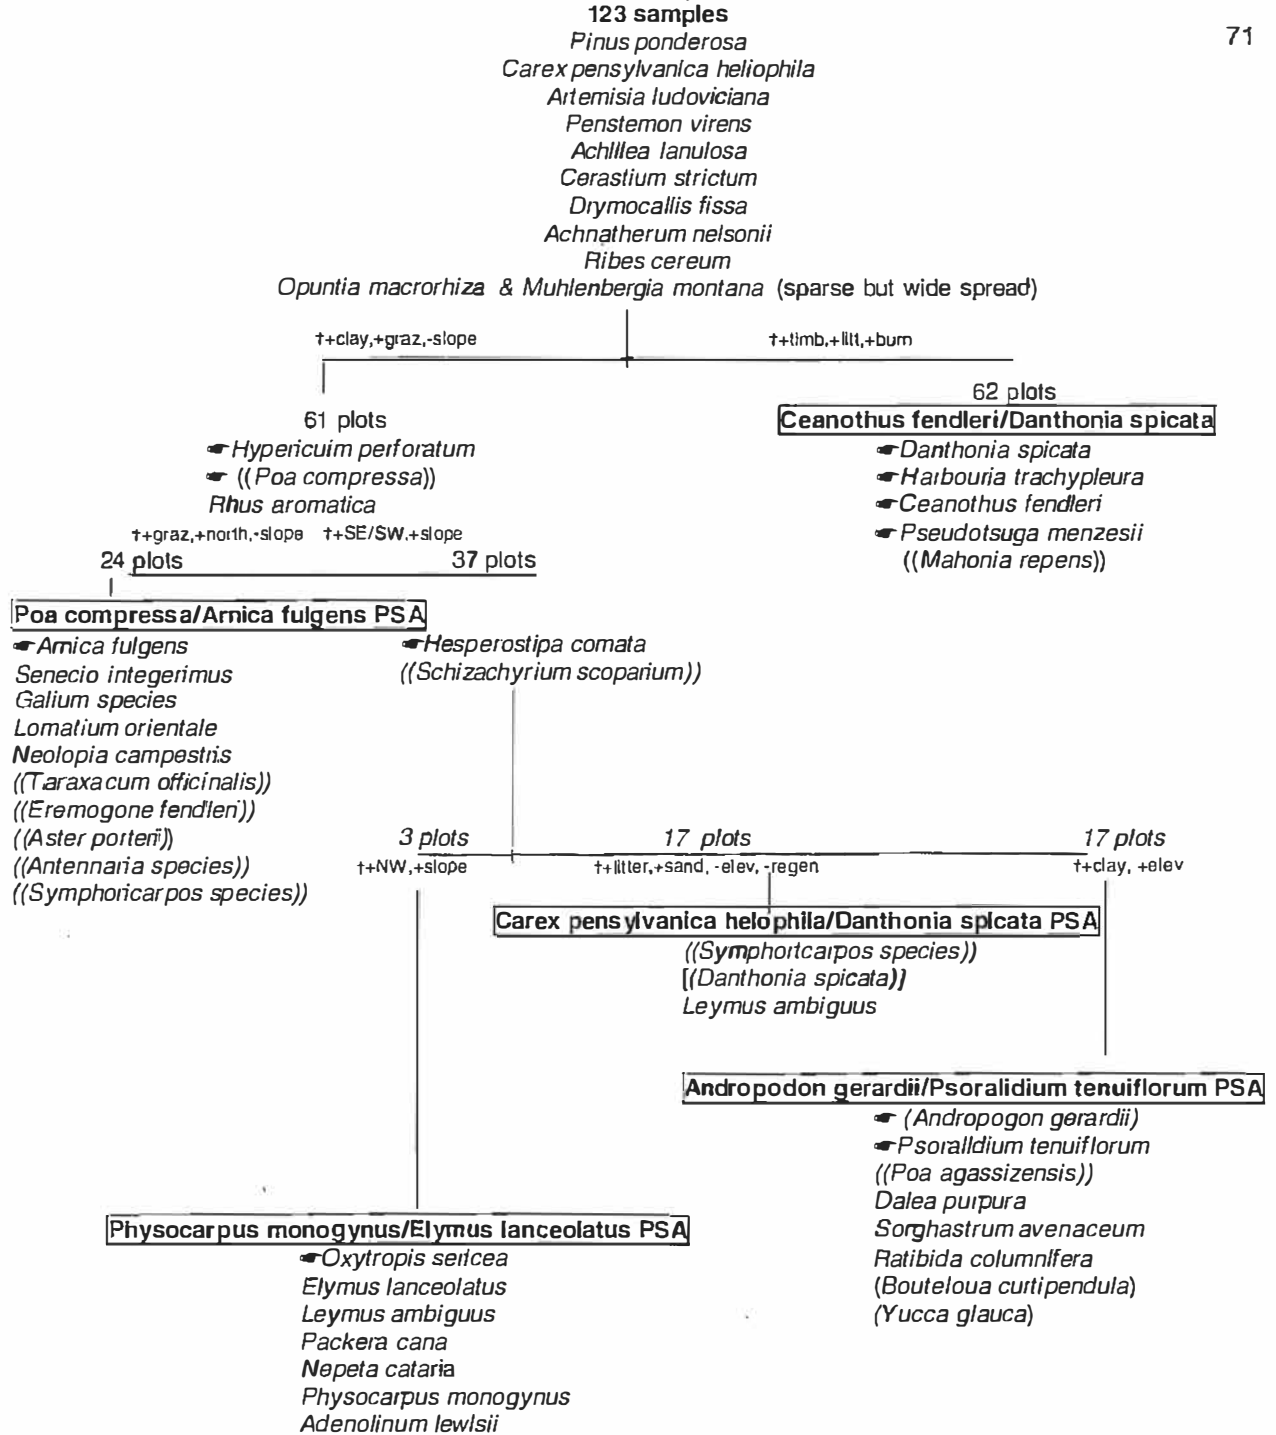 123 samples
71
Pinus ponderosa
Carex pensylvanica heliophila
Artemisia ludoviciana
Penstemon virens
Achillea lanulosa
Cerastium strictum
Drymocallis fissa
Achnatherum nelsonii
Ribes cereum
Opuntia macrorhiza & Muhlenbergia montana (sparse but wide spread)
†+clay,+graz,-slope
†+timb,+litt,+burn
61 plots
☛Hypericuim perforatum
☛ ((Poa compressa))
Rhus aromatica
62 plots
Ceanothus fendleri/Danthonia spicata
☛Danthonia spicata
☛Harbouria trachypleura
☛Ceanothus fendleri
☛Pseudotsuga menzesii
((Mahonia repens))
†+graz,+north,-slope †+SE/SW,+slope
24 plots 37 plots
Poa compressa/Arnica fulgens PSA
☛Arnica fulgens
Senecio integerimus
Galium species
Lomatium orientale
Neolopia campestris
((Taraxacum officinalis))
((Eremogone fendleri))
((Aster porterii))
((Antennaria species))
((Symphoricarpos species))
☛Hesperostipa comata
((Schizachyrium scoparium))
3 plots 17 plots 17 plots
†+NW,+slope †+litter,+sand, -elev, -regen †+clay, +elev
Carex pensylvanica helophila/Danthonia spicata PSA
((Symphoricarpos species))
[(Danthonia spicata)]
Leymus ambiguus
Andropodon gerardii/Psoralidium tenuiflorum PSA
☛ (Andropogon gerardii)
☛Psoralidium tenuiflorum
((Poa agassizensis))
Dalea purpura
Sorghastrum avenaceum
Ratibida columnifera
(Bouteloua curtipendula)
(Yucca glauca)
Physocarpus monogynus/Elymus lanceolatus PSA
☛Oxytropis sericea
Elymus lanceolatus
Leymus ambiguus
Packera cana
Nepeta cataria
Physocarpus monogynus
Adenolinum lewisii